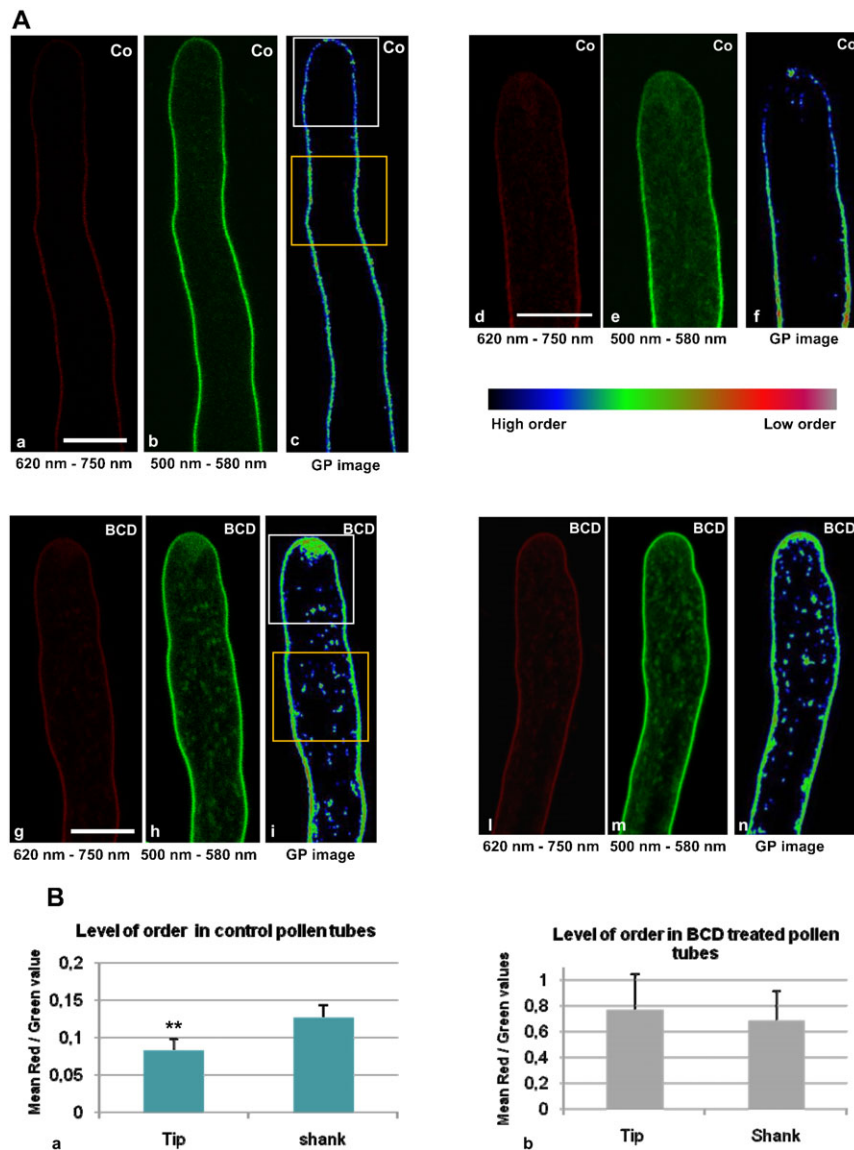 A
Co
Co
Co
a
b
c
620 nm - 750 nm
500 nm - 580 nm
GP image
Co
Co
Co
d
e
f
620 nm - 750 nm
500 nm - 580 nm
GP image
High order
Low order
BCD
BCD
BCD
g
h
i
620 nm - 750 nm
500 nm - 580 nm
GP image
BCD
BCD
BCD
l
m
n
620 nm - 750 nm
500 nm - 580 nm
GP image
B
Level of order in control pollen tubes
Mean Red / Green value
0,2
0,15
0,1
0,05
0
**
Tip
shank
a
Level of order in BCD treated pollen
tubes
Mean Red / Green values
1
0,8
0,6
0,4
0,2
0
Tip
Shank
b